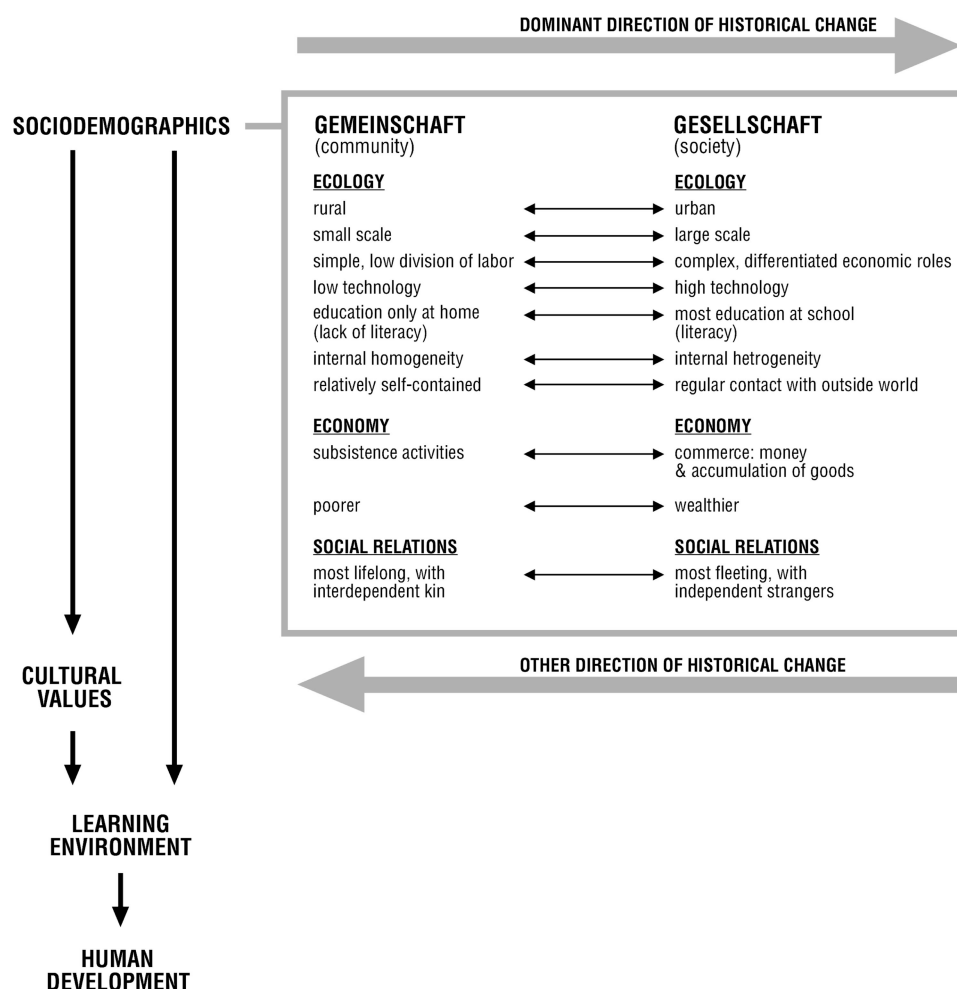 DOMINANT DIRECTION OF HISTORICAL CHANGE
SOCIODEMOGRAPHICS
GEMEINSCHAFT
(community)
GESELLSCHAFT
(society)
ECOLOGY
ECOLOGY
rural
urban
small scale
large scale
simple, low division of labor
complex, differentiated economic roles
low technology
high technology
education only at home
(lack of literacy)
most education at school
(literacy)
internal homogeneity
internal hetrogeneity
relatively self-contained
regular contact with outside world
ECONOMY
ECONOMY
subsistence activities
commerce: money
& accumulation of goods
poorer
wealthier
SOCIAL RELATIONS
SOCIAL RELATIONS
most lifelong, with
interdependent kin
most fleeting, with
independent strangers
OTHER DIRECTION OF HISTORICAL CHANGE
CULTURAL
VALUES
LEARNING
ENVIRONMENT
HUMAN
DEVELOPMENT